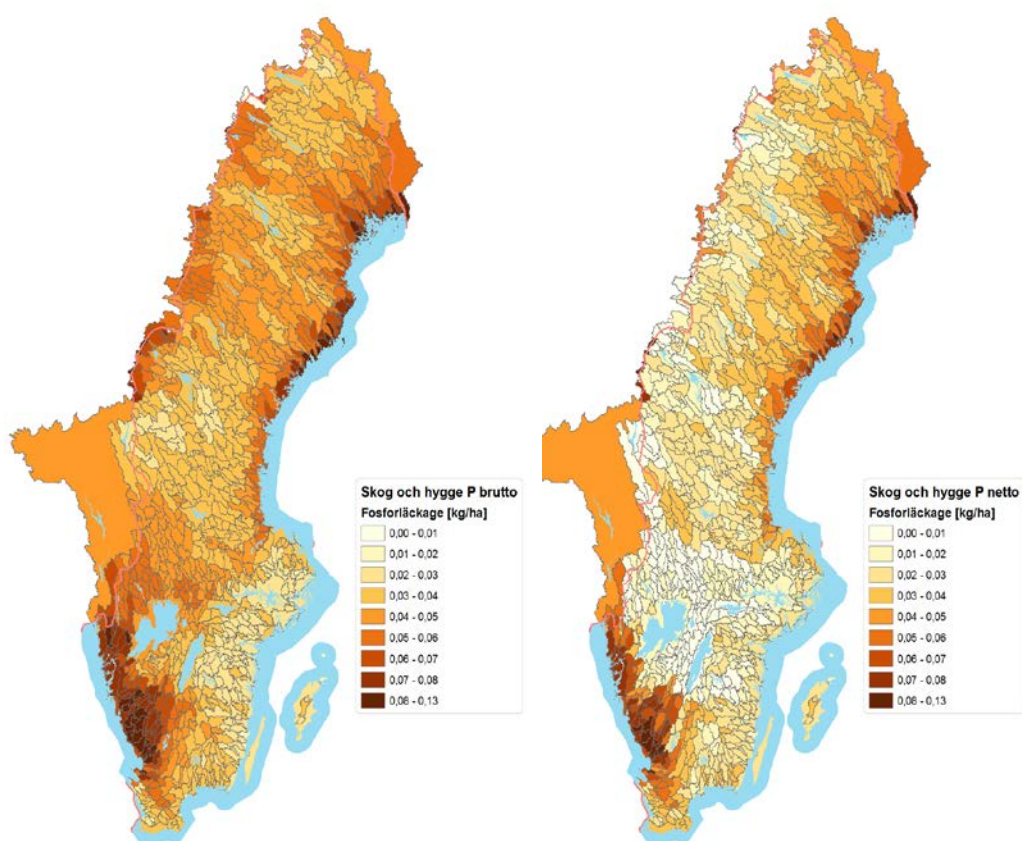 Skog och hygge P brutto
Fosforläckage [kg/ha]
0,00 - 0,01
0,01 - 0,02
0,02 - 0,03
0,03 - 0,04
0,04 - 0,05
0,05 - 0,06
0,06 - 0,07
0,07 - 0,08
0,08 - 0,13
Skog och hygge P netto
Fosforläckage [kg/ha]
0,00 - 0,01
0,01 - 0,02
0,02 - 0,03
0,03 - 0,04
0,04 - 0,05
0,05 - 0,06
0,06 - 0,07
0,07 - 0,08
0,08 - 0,13